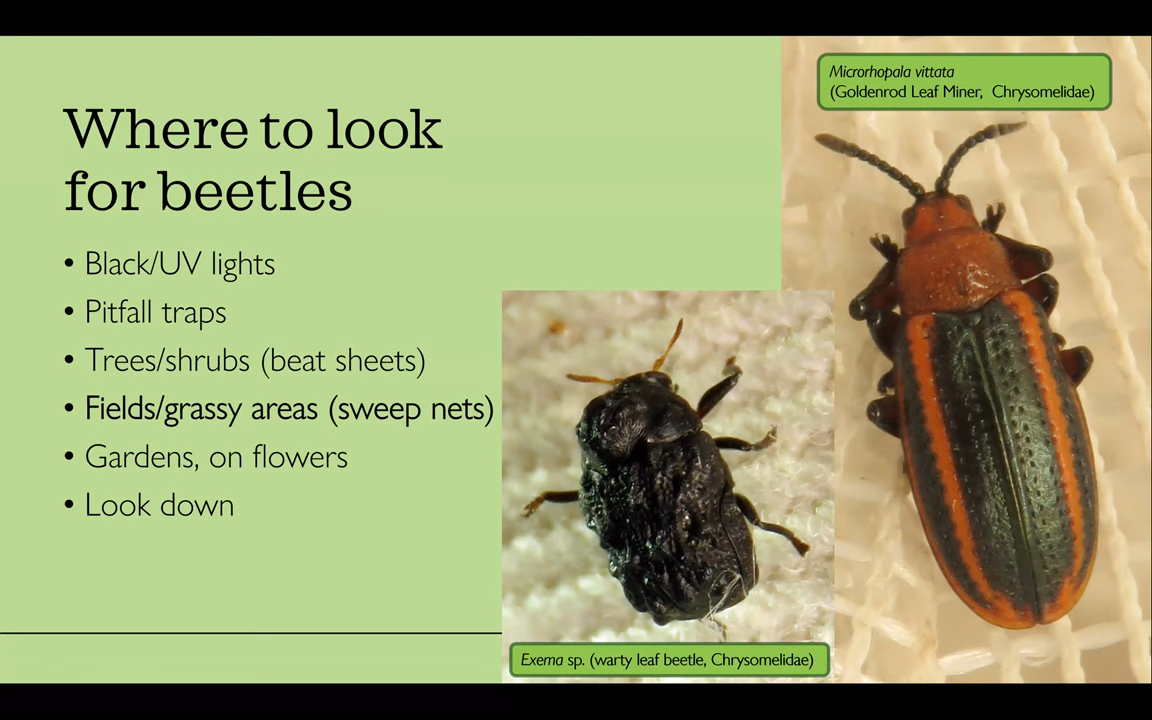 Where to look
for beetles
• Black/UV lights
• Pitfall traps
• Trees/shrubs (beat sheets)
• Fields/grassy areas (sweep nets)
• Gardens, on flowers
• Look down
Microrhopala vittata
(Goldenrod Leaf Miner, Chrysomelidae)
Exema sp. (warty leaf beetle, Chrysomelidae)